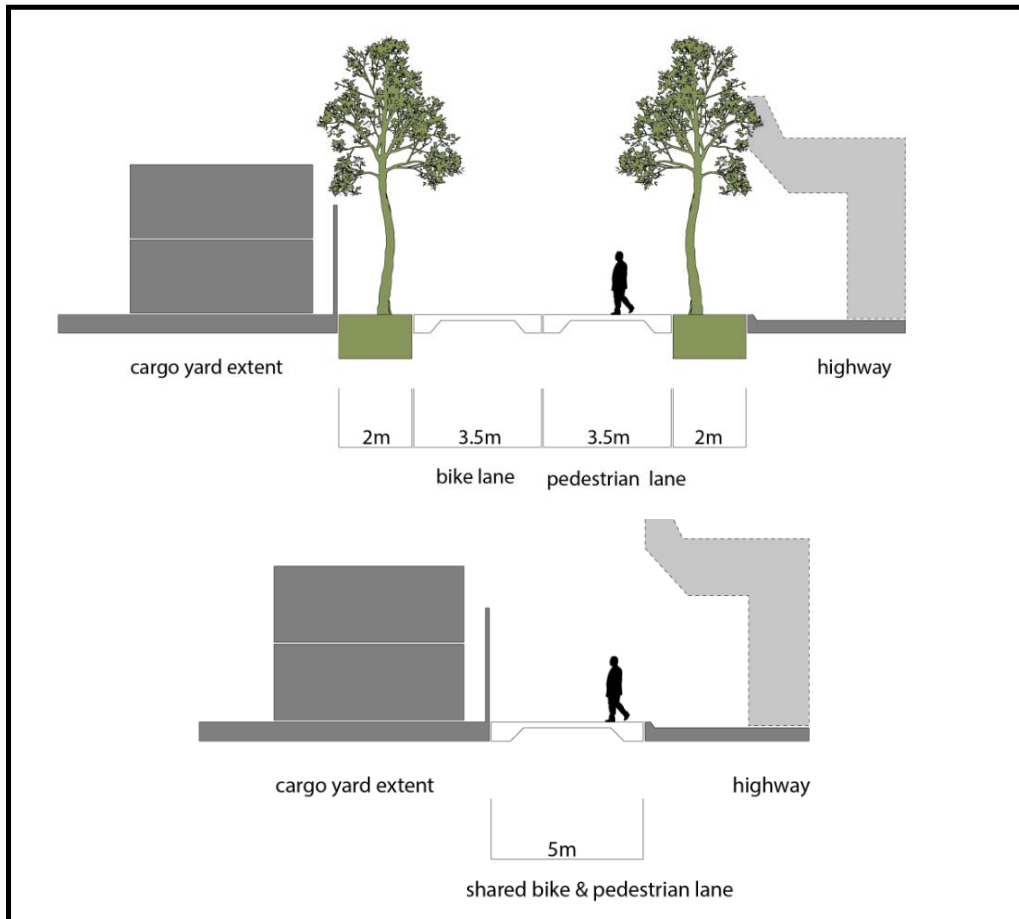 cargo yard extent
highway
2m
3.5m
3.5m
2m
bike lane
pedestrian lane
cargo yard extent
highway
5m
shared bike & pedestrian lane